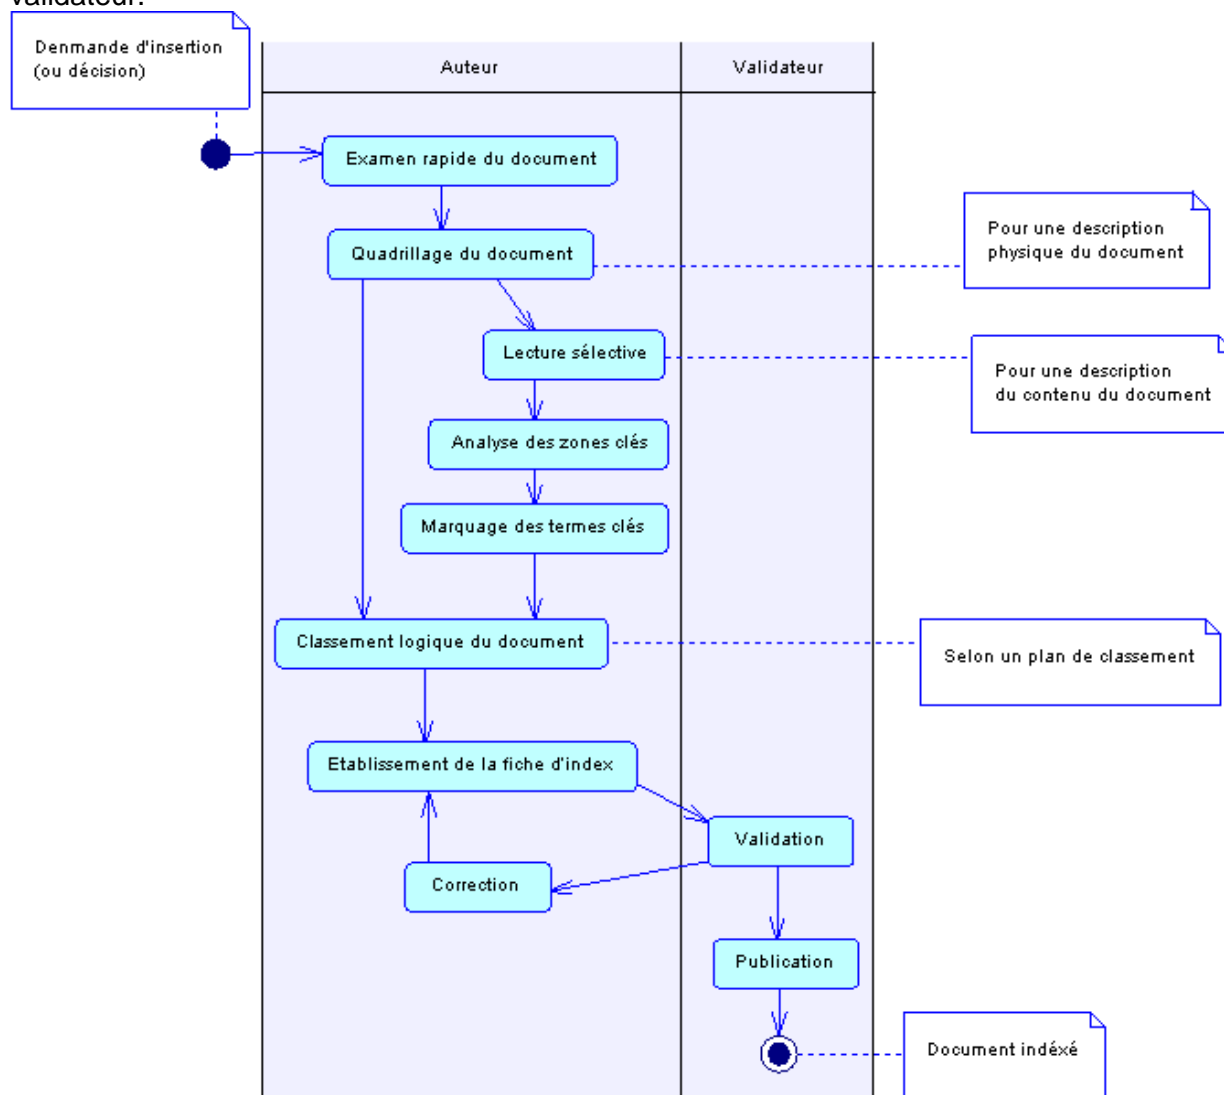 validateur.
Denmande d'insertion
(ou décision)
Auteur
Validateur
Examen rapide du document
Quadrillage du document
Pour une description
physique du document
Lecture sélective
Pour une description
du contenu du document
Analyse des zones clés
Marquage des termes clés
Classement logique du document
Selon un plan de classement
Etablissement de la fiche d'index
Validation
Correction
Publication
Document indéxé